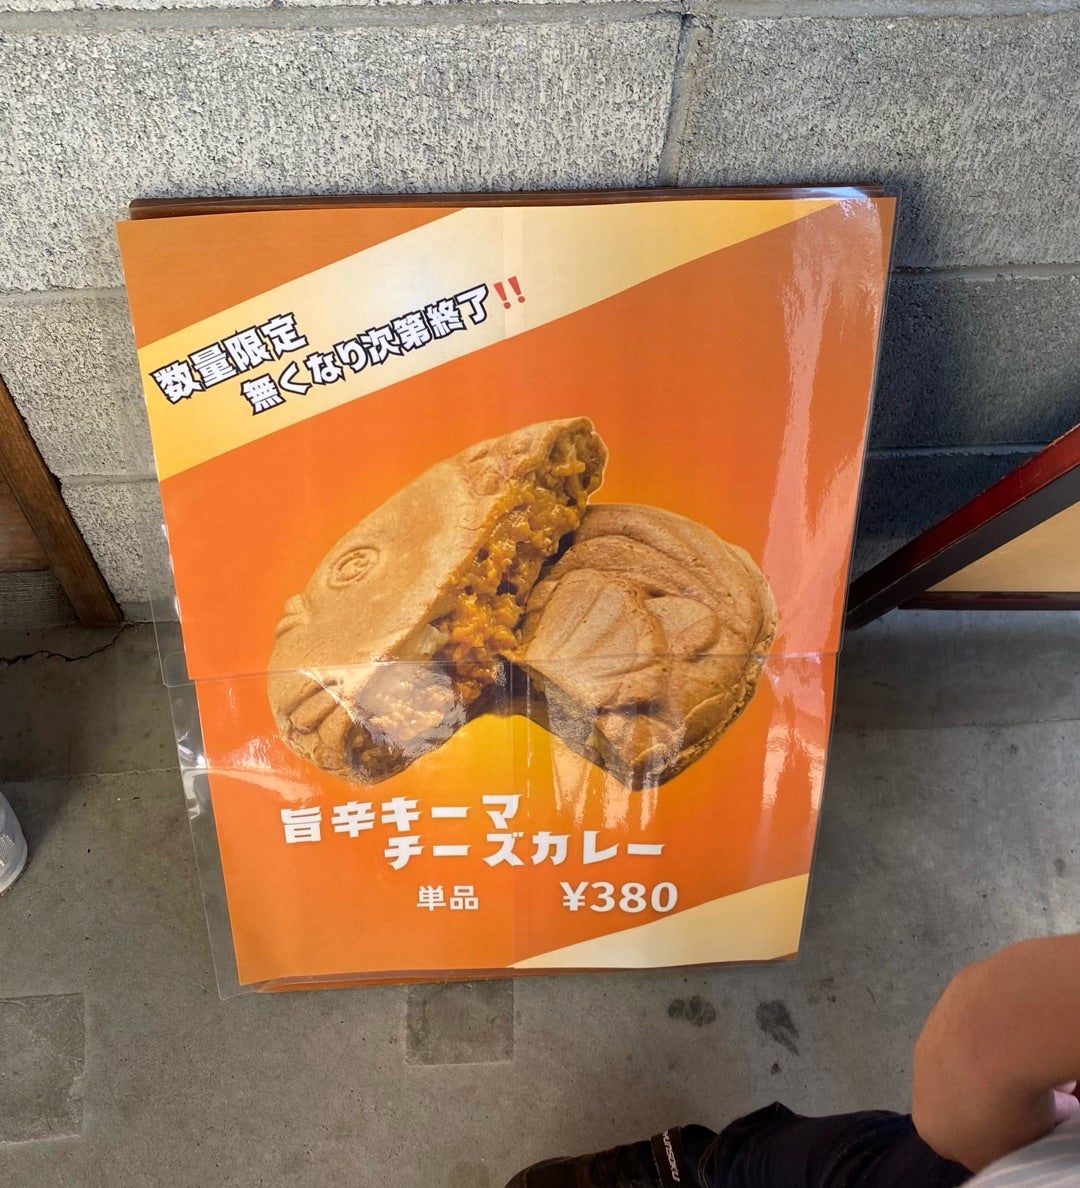 数量限定
無くなり次第終了‼
旨辛キーマ
チーズカレー
単品 ¥380